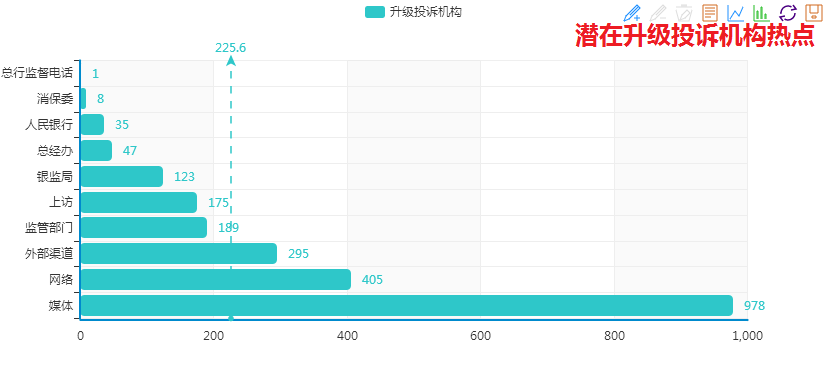 升级投诉机构
潜在升级投诉机构热点
225.6
总行监督电话 1
消保委 8
人民银行 35
总经办 47
银监局 123
上访 175
监管部门 189
外部渠道 295
网络 405
媒体 978
0 200 400 600 800 1,000